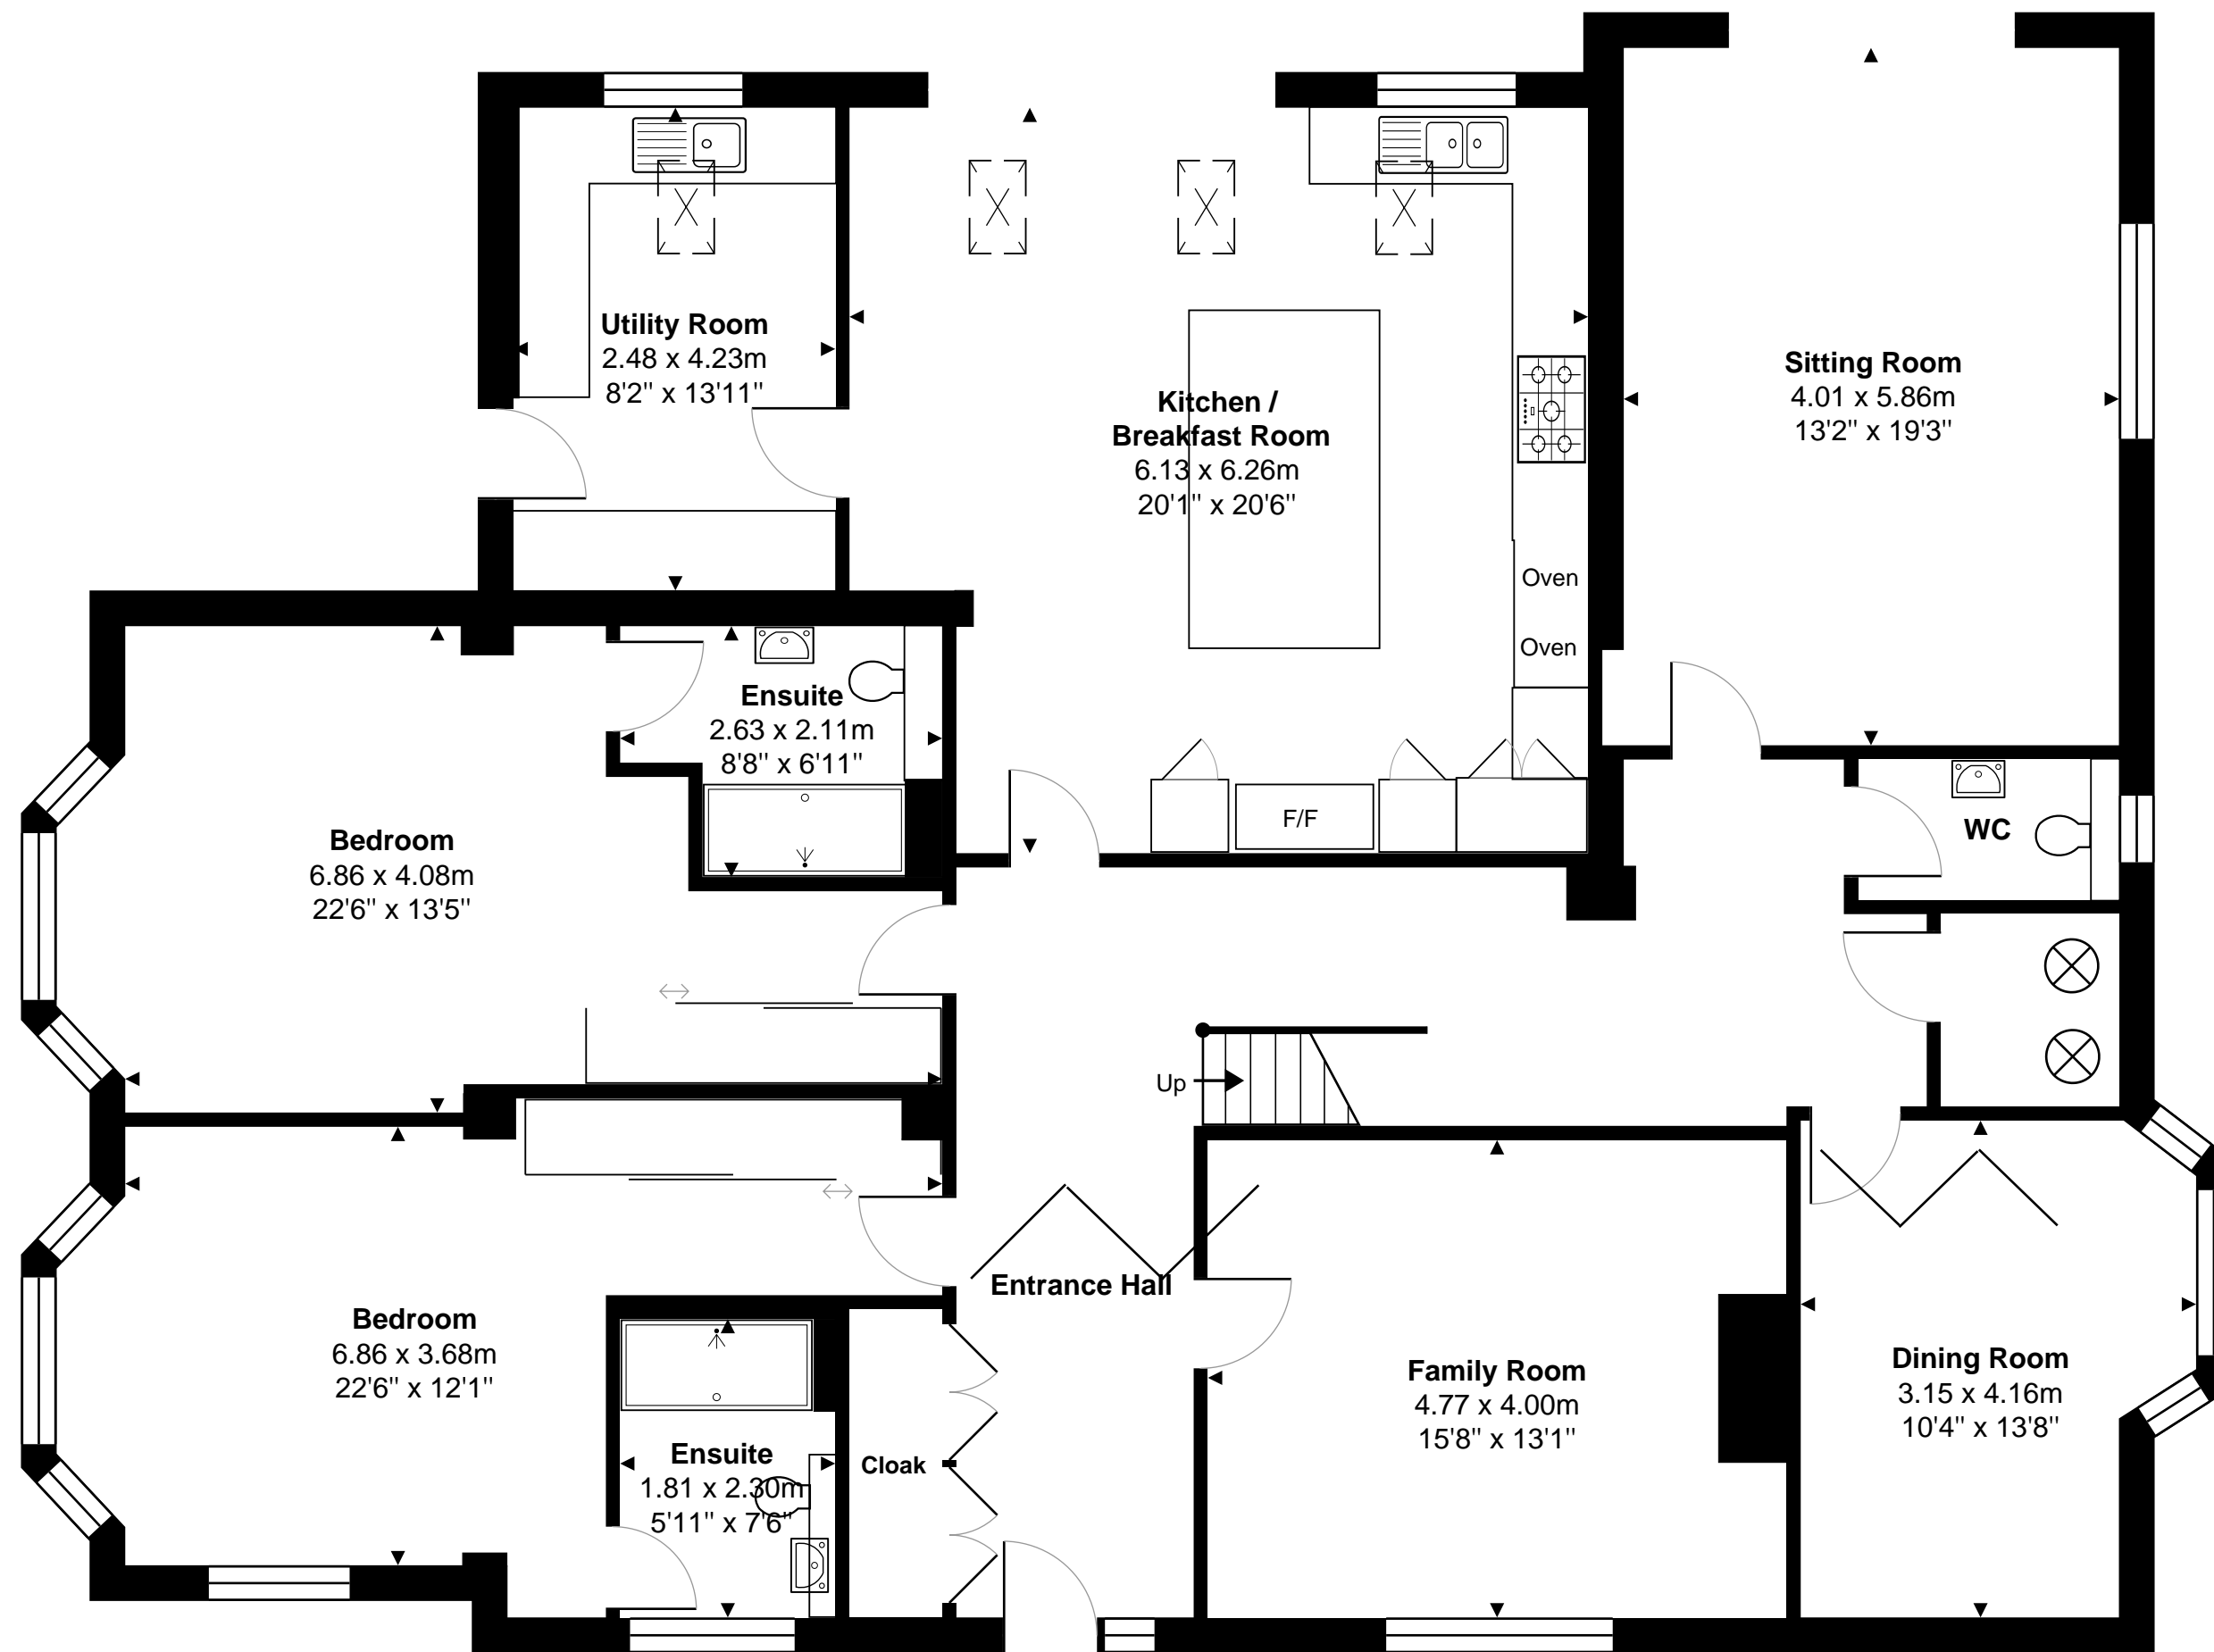 Utility Room
2.48 x 4.23m
8'2" x 13'11"
Kitchen /
Breakfast Room
6.13 x 6.26m
20'1" x 20'6"
Sitting Room
4.01 x 5.86m
13'2" x 19'3"
Oven
Oven
F/F
Ensuite
2.63 x 2.11m
8'8" x 6'11"
WC
Bedroom
6.86 x 4.08m
22'6" x 13'5"
Up
Entrance Hall
Bedroom
6.86 x 3.68m
22'6" x 12'1"
Ensuite
1.81 x 2.30m
5'11" x 7'6"
Cloak
Family Room
4.77 x 4.00m
15'8" x 13'1"
Dining Room
3.15 x 4.16m
10'4" x 13'8"